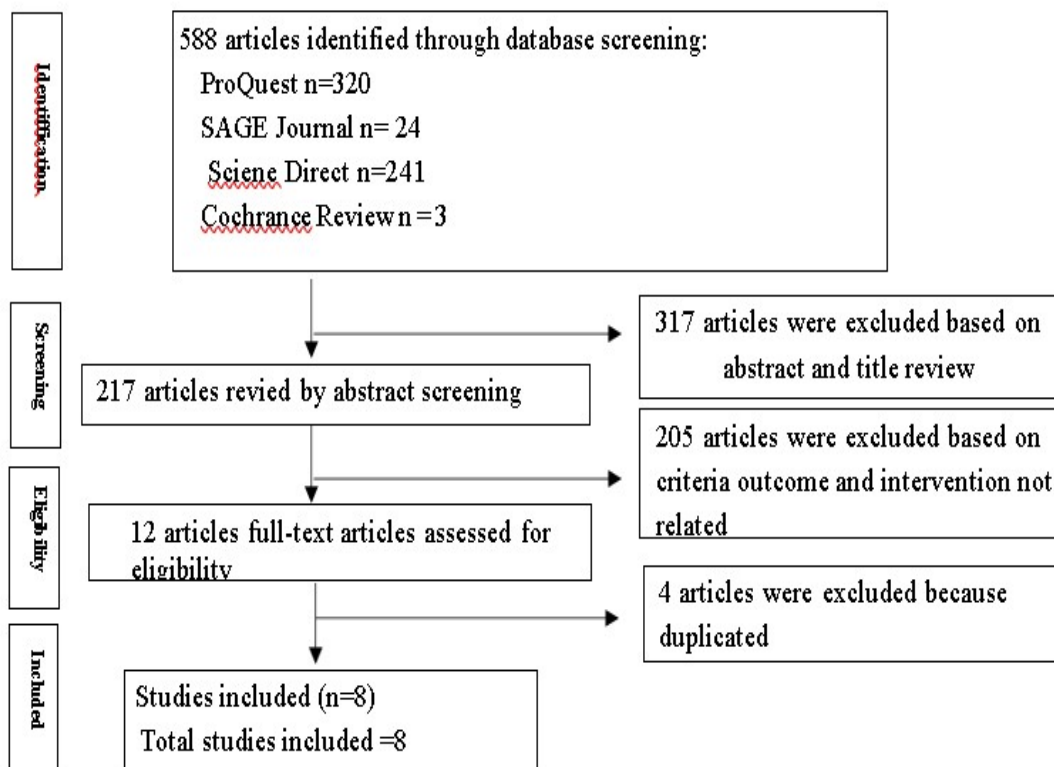 Identiffication
588 articles identified through database screening:
ProQuest n=320
SAGE Journal n= 24
Sciene Direct n=241
Cochrance Review n =3
Screening
317 articles were excluded based on
abstract and title review
217 articles revied by abstract screening
205 articles were excluded based on
criteria outcome and intervention not
related
Eligibility
12 articles full-text articles assessed for
eligibility
4 articles were excluded because
duplicated
Included
Studies included (n=8)
Total studies included =8